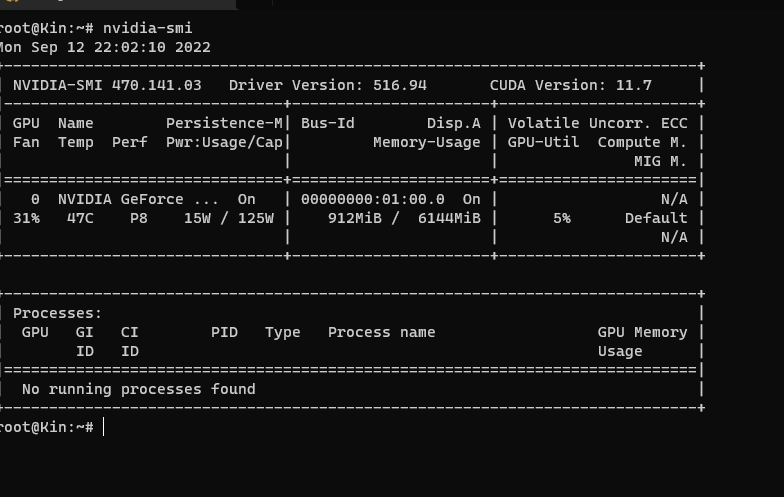 root@Kin:~# nvidia-smi
Mon Sep 12 22:02:10 2022
+-----------------------------------------------------------------------------+
| NVIDIA-SMI 470.141.03   Driver Version: 516.94       CUDA Version: 11.7     |
|-------------------------------+----------------------+----------------------+
| GPU  Name        Persistence-M| Bus-Id        Disp.A | Volatile Uncorr. ECC |
| Fan  Temp  Perf  Pwr:Usage/Cap|         Memory-Usage | GPU-Util  Compute M. |
|                               |                      |               MIG M. |
|===============================+======================+======================|
|   0  NVIDIA GeForce ...  On   | 00000000:01:00.0  On |                  N/A |
| 31%   47C    P8    15W / 125W |    912MiB /  6144MiB |      5%      Default |
|                               |                      |                  N/A |
+-------------------------------+----------------------+----------------------+
+-----------------------------------------------------------------------------+
| Processes:                                                                  |
|  GPU   GI   CI        PID   Type   Process name                  GPU Memory |
|        ID   ID                                                   Usage      |
|=============================================================================|
|  No running processes found                                                 |
+-----------------------------------------------------------------------------+
root@Kin:~#